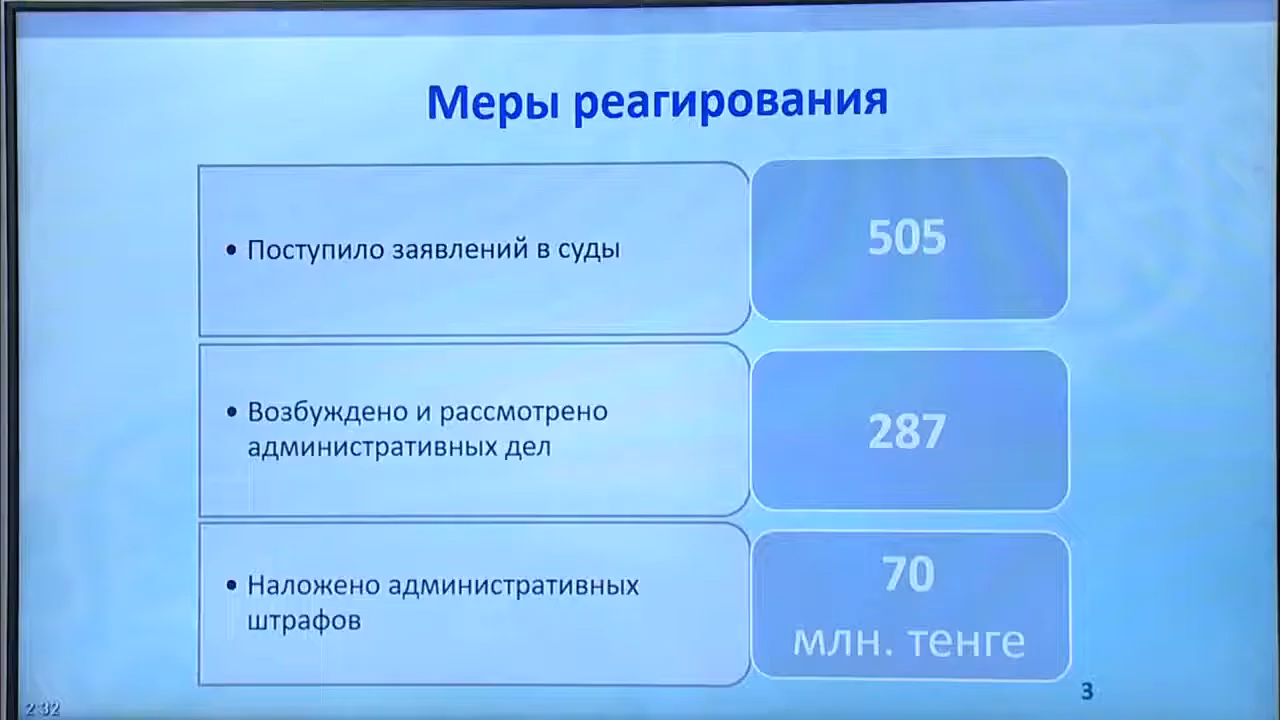 Меры реагирования
• Поступило заявлений в суды
505
• Возбуждено и рассмотрено
административных дел
287
• Наложено административных
штрафов
70
млн. тенге
3
2:32